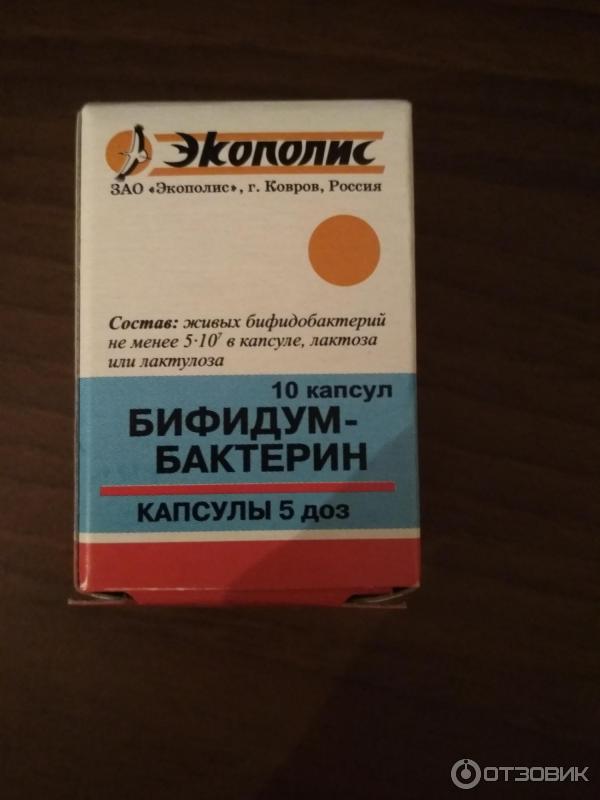 Экополис
ЗАО «Экополис», г. Ковров, Россия
Состав: живых бифидобактерий
не менее 5·10⁷ в капсуле, лактоза
или лактулоза
10 капсул
БИФИДУМ-
БАКТЕРИН
КАПСУЛЫ 5 доз
ОТЗОВИК